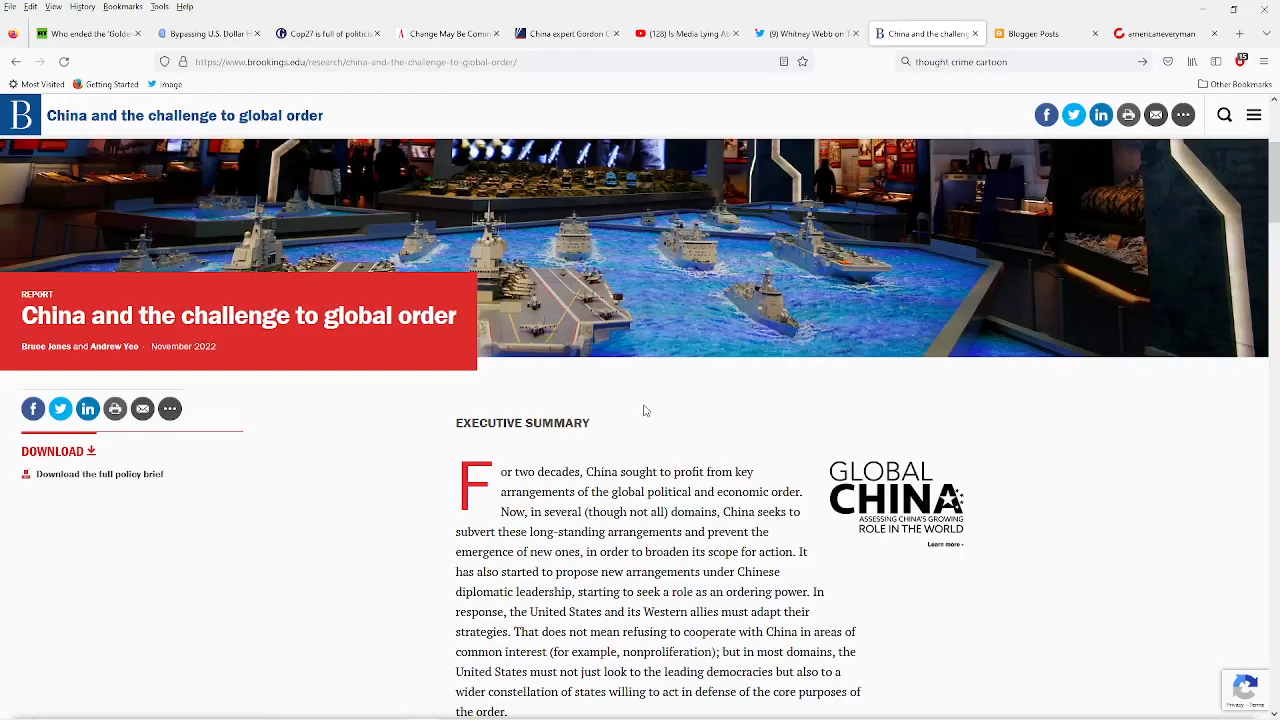 File Edit View History Bookmarks Tools Help
Who ended the 'Golde
Bypassing U.S. Dollar H
Cop27 is full of political
Change May Be Comin
China expert Gordon C
(128) Is Media Lying Ab
(9) Whitney Webb on T
China and the challeng
Blogger: Posts
americaneveryman
https://www.brookings.edu/research/china-and-the-challenge-to-global-order/
thought crime cartoon
Most Visited
Getting Started
image
Other Bookmarks
B
China and the challenge to global order
REPORT
China and the challenge to global order
Bruce Jones and Andrew Yeo · November 2022
DOWNLOAD
Download the full policy brief
EXECUTIVE SUMMARY
For two decades, China sought to profit from key
arrangements of the global political and economic order.
Now, in several (though not all) domains, China seeks to
subvert these long-standing arrangements and prevent the
emergence of new ones, in order to broaden its scope for action. It
has also started to propose new arrangements under Chinese
diplomatic leadership, starting to seek a role as an ordering power. In
response, the United States and its Western allies must adapt their
strategies. That does not mean refusing to cooperate with China in areas of
common interest (for example, nonproliferation); but in most domains, the
United States must not just look to the leading democracies but also to a
wider constellation of states willing to act in defense of the core purposes of
the order.
GLOBAL
CHINA
ASSESSING CHINA'S GROWING
ROLE IN THE WORLD
Learn more ›
Privacy - Terms